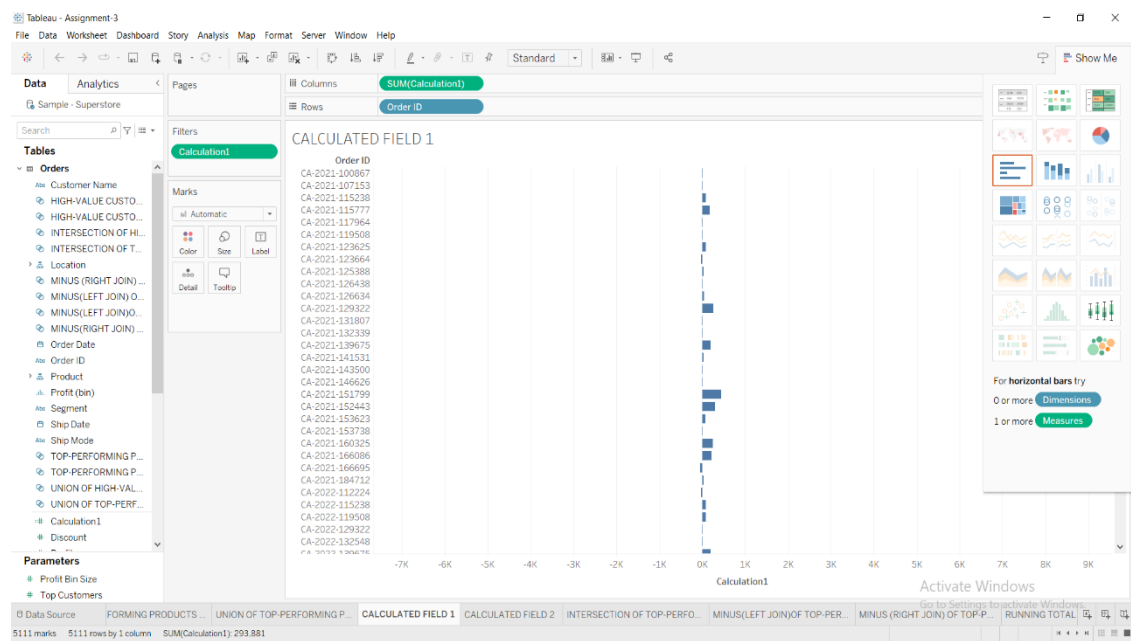 Tableau - Assignment-3
File Data Worksheet Dashboard Story Analysis Map Format Server Window Help
Standard
Show Me
Data Analytics
Sample - Superstore
Search
Tables
Orders
Abc Customer Name
HIGH-VALUE CUSTO...
HIGH-VALUE CUSTO...
INTERSECTION OF HI...
INTERSECTION OF T...
Location
MINUS (RIGHT JOIN) ...
MINUS(LEFT JOIN) O...
MINUS(LEFT JOIN)O...
MINUS(RIGHT JOIN) ...
Order Date
Abc Order ID
Product
Profit (bin)
Abc Segment
Ship Date
Abc Ship Mode
TOP-PERFORMING P...
TOP-PERFORMING P...
UNION OF HIGH-VAL...
UNION OF TOP-PERF...
=# Calculation1
# Discount
Parameters
# Profit Bin Size
# Top Customers
Pages
Filters
Calculation1
Marks
Automatic
Color Size Label
Detail Tooltip
Columns SUM(Calculation1)
Rows Order ID
CALCULATED FIELD 1
Order ID
CA-2021-100867
CA-2021-107153
CA-2021-115238
CA-2021-115777
CA-2021-117964
CA-2021-119508
CA-2021-123625
CA-2021-123664
CA-2021-125388
CA-2021-126438
CA-2021-126634
CA-2021-129322
CA-2021-131807
CA-2021-132339
CA-2021-139675
CA-2021-141531
CA-2021-143500
CA-2021-146626
CA-2021-151799
CA-2021-152443
CA-2021-153623
CA-2021-153738
CA-2021-160325
CA-2021-166086
CA-2021-166695
CA-2021-184712
CA-2022-112224
CA-2022-115238
CA-2022-119508
CA-2022-129322
CA-2022-132548
CA-2022-139675
-7K -6K -5K -4K -3K -2K -1K 0K 1K 2K 3K 4K 5K 6K 7K 8K 9K
Calculation1
For horizontal bars try
0 or more Dimensions
1 or more Measures
Activate Windows
Go to Settings to activate Windows.
Data Source FORMING PRODUCTS ... UNION OF TOP-PERFORMING P... CALCULATED FIELD 1 CALCULATED FIELD 2 INTERSECTION OF TOP-PERFO... MINUS(LEFT JOIN)OF TOP-PER... MINUS (RIGHT JOIN) OF TOP-P... RUNNING TOTAL
5111 marks 5111 rows by 1 column SUM(Calculation1): 293,881